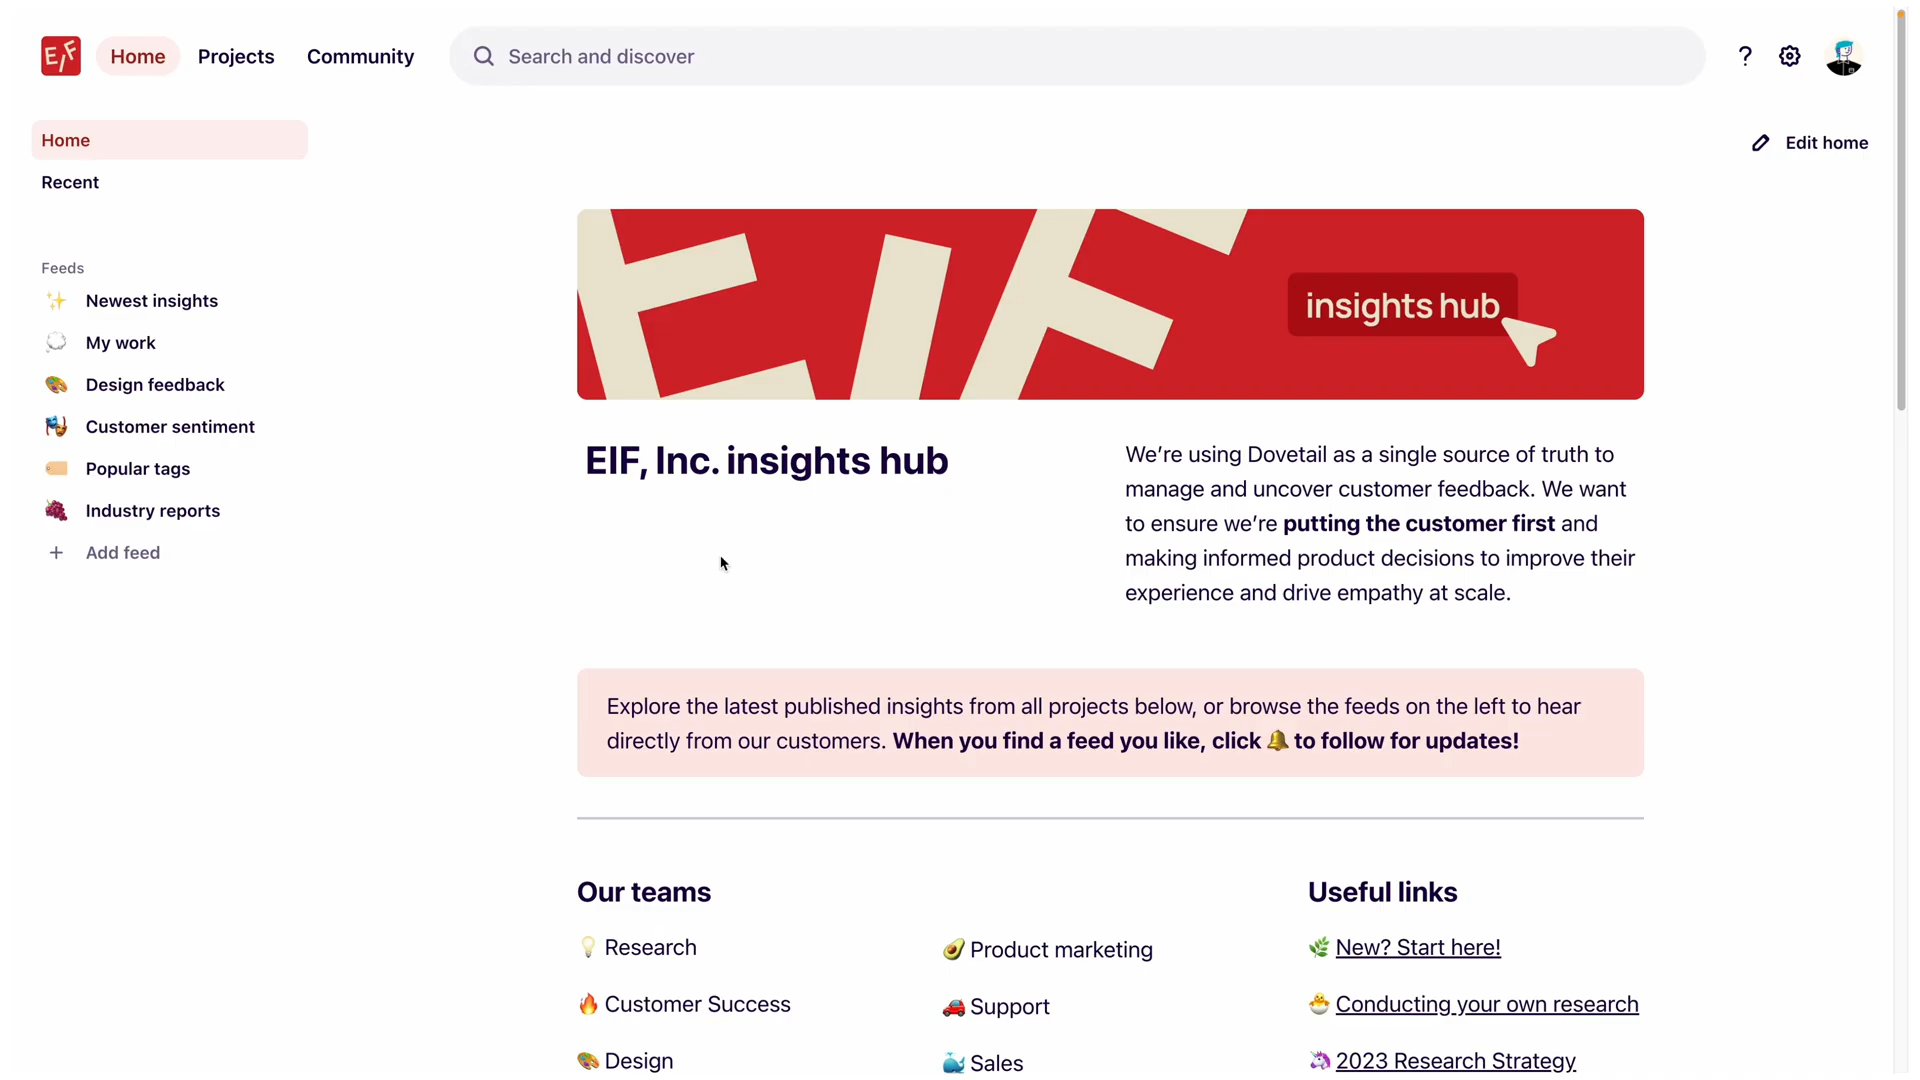 EIF
Home
Projects
Community
Search and discover
?
Home
Recent
Edit home
Feeds
Newest insights
My work
Design feedback
Customer sentiment
Popular tags
Industry reports
+ Add feed
EIF
insights hub
EIF, Inc. insights hub
We’re using Dovetail as a single source of truth to
manage and uncover customer feedback. We want
to ensure we’re putting the customer first and
making informed product decisions to improve their
experience and drive empathy at scale.
Explore the latest published insights from all projects below, or browse the feeds on the left to hear
directly from our customers. When you find a feed you like, click 🔔 to follow for updates!
Our teams
Research
Customer Success
Design
Product marketing
Support
Sales
Useful links
New? Start here!
Conducting your own research
2023 Research Strategy